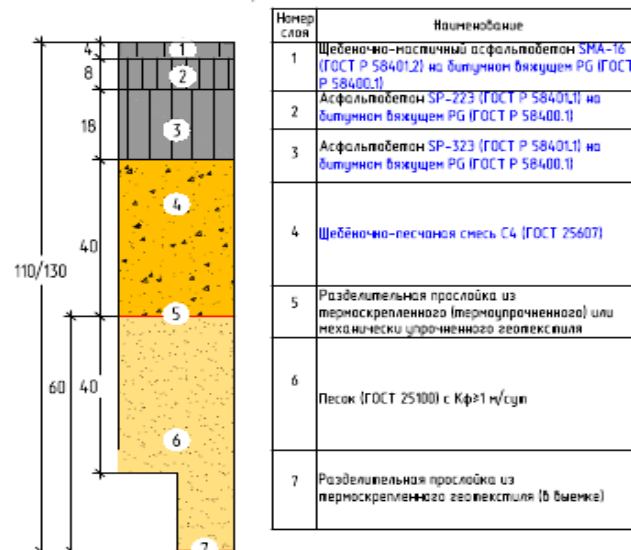 Номер слоя
Наименование
1
Щебеночно-мастичный асфальтобетон SMA-16
(ГОСТ Р 58401.2) на битумном вяжущем PG (ГОСТ
Р 58400.1)
2
Асфальтобетон SP-22Э (ГОСТ Р 58401.1) на
битумном вяжущем PG (ГОСТ Р 58400.1)
3
Асфальтобетон SP-32Э (ГОСТ Р 58401.1) на
битумном вяжущем PG (ГОСТ Р 58400.1)
4
Щебёночно-песчаная смесь С4 (ГОСТ 25607)
5
Разделительная прослойка из
термоскрепленного (термоупрочненного) или
механически упрочненного геотекстиля
6
Песок (ГОСТ 25100) с Кф≥1 м/сут
7
Разделительная прослойка из
термоскрепленного геотекстиля (в выемке)
4
8
18
40
110/130
60
40
1
2
3
4
5
6
7